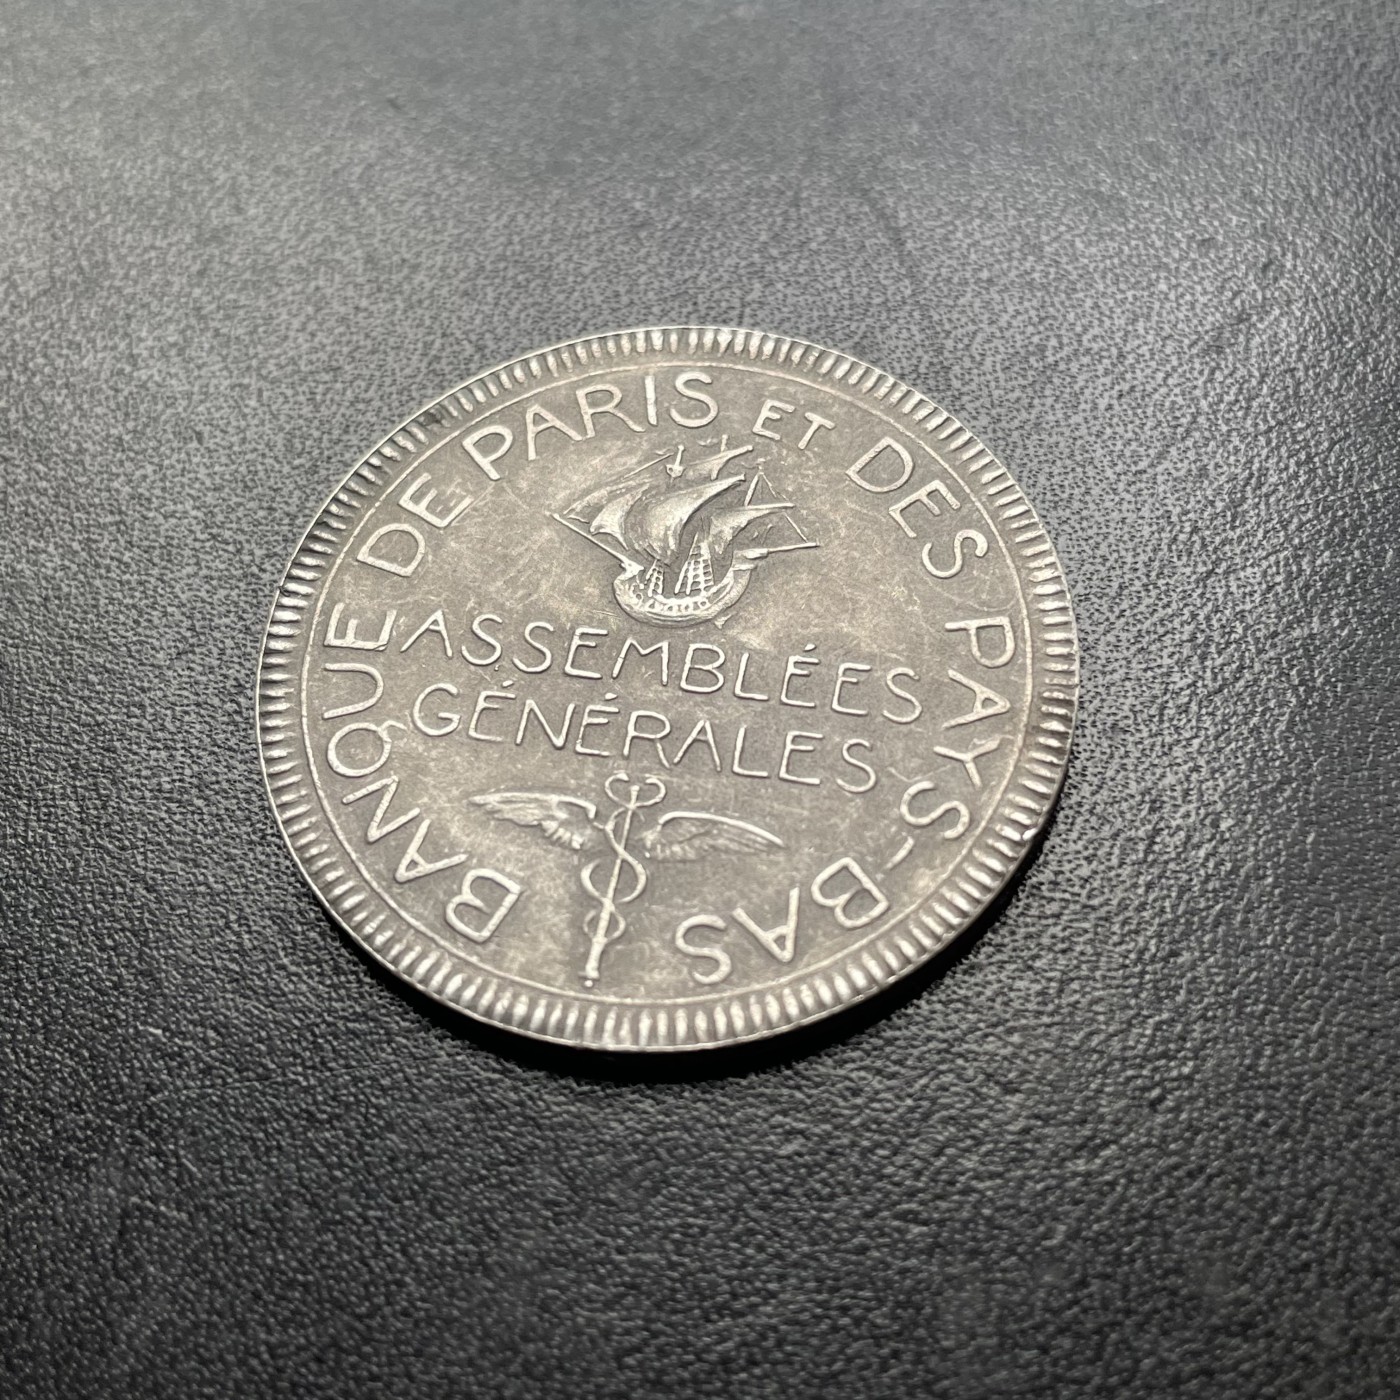 BANQUE DE PARIS ET DES PAYS-BAS
ASSEMBLÉES
GÉNÉRALES